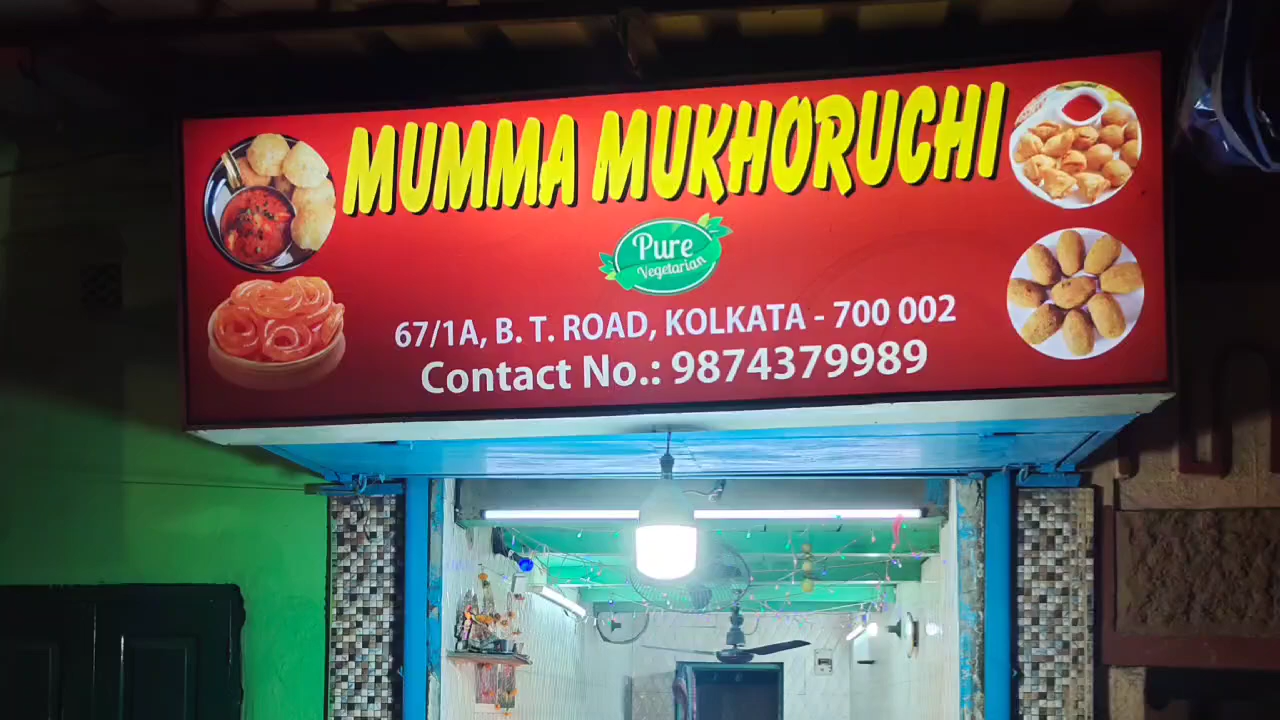 MUMMA MUKHORUCHI
Pure
Vegetarian
67/1A, B. T. ROAD, KOLKATA - 700 002
Contact No.: 9874379989